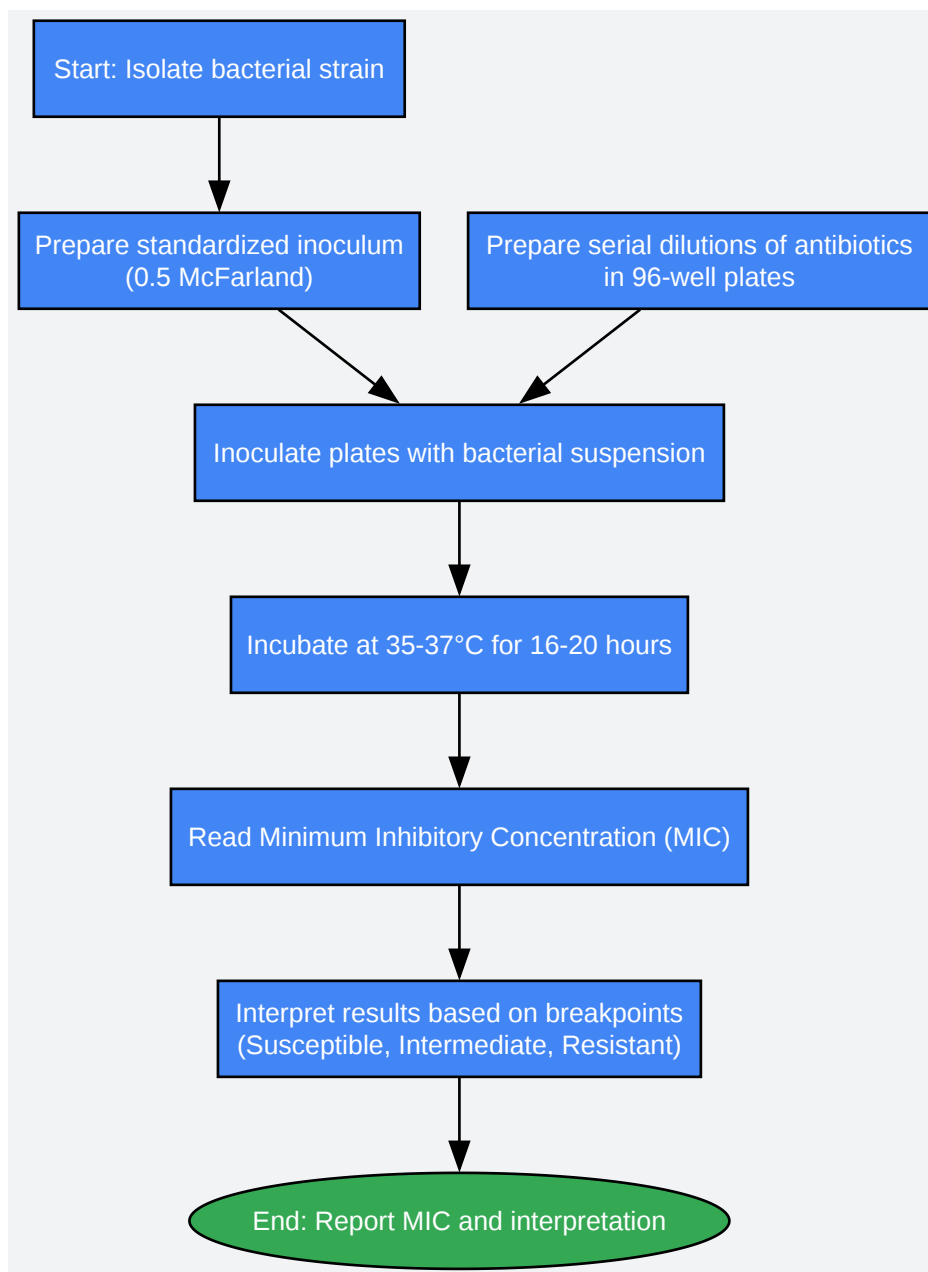 Start: Isolate bacterial strain
Prepare standardized inoculum
(0.5 McFarland)
Prepare serial dilutions of antibiotics
in 96-well plates
Inoculate plates with bacterial suspension
Incubate at 35-37°C for 16-20 hours
Read Minimum Inhibitory Concentration (MIC)
Interpret results based on breakpoints
(Susceptible, Intermediate, Resistant)
End: Report MIC and interpretation